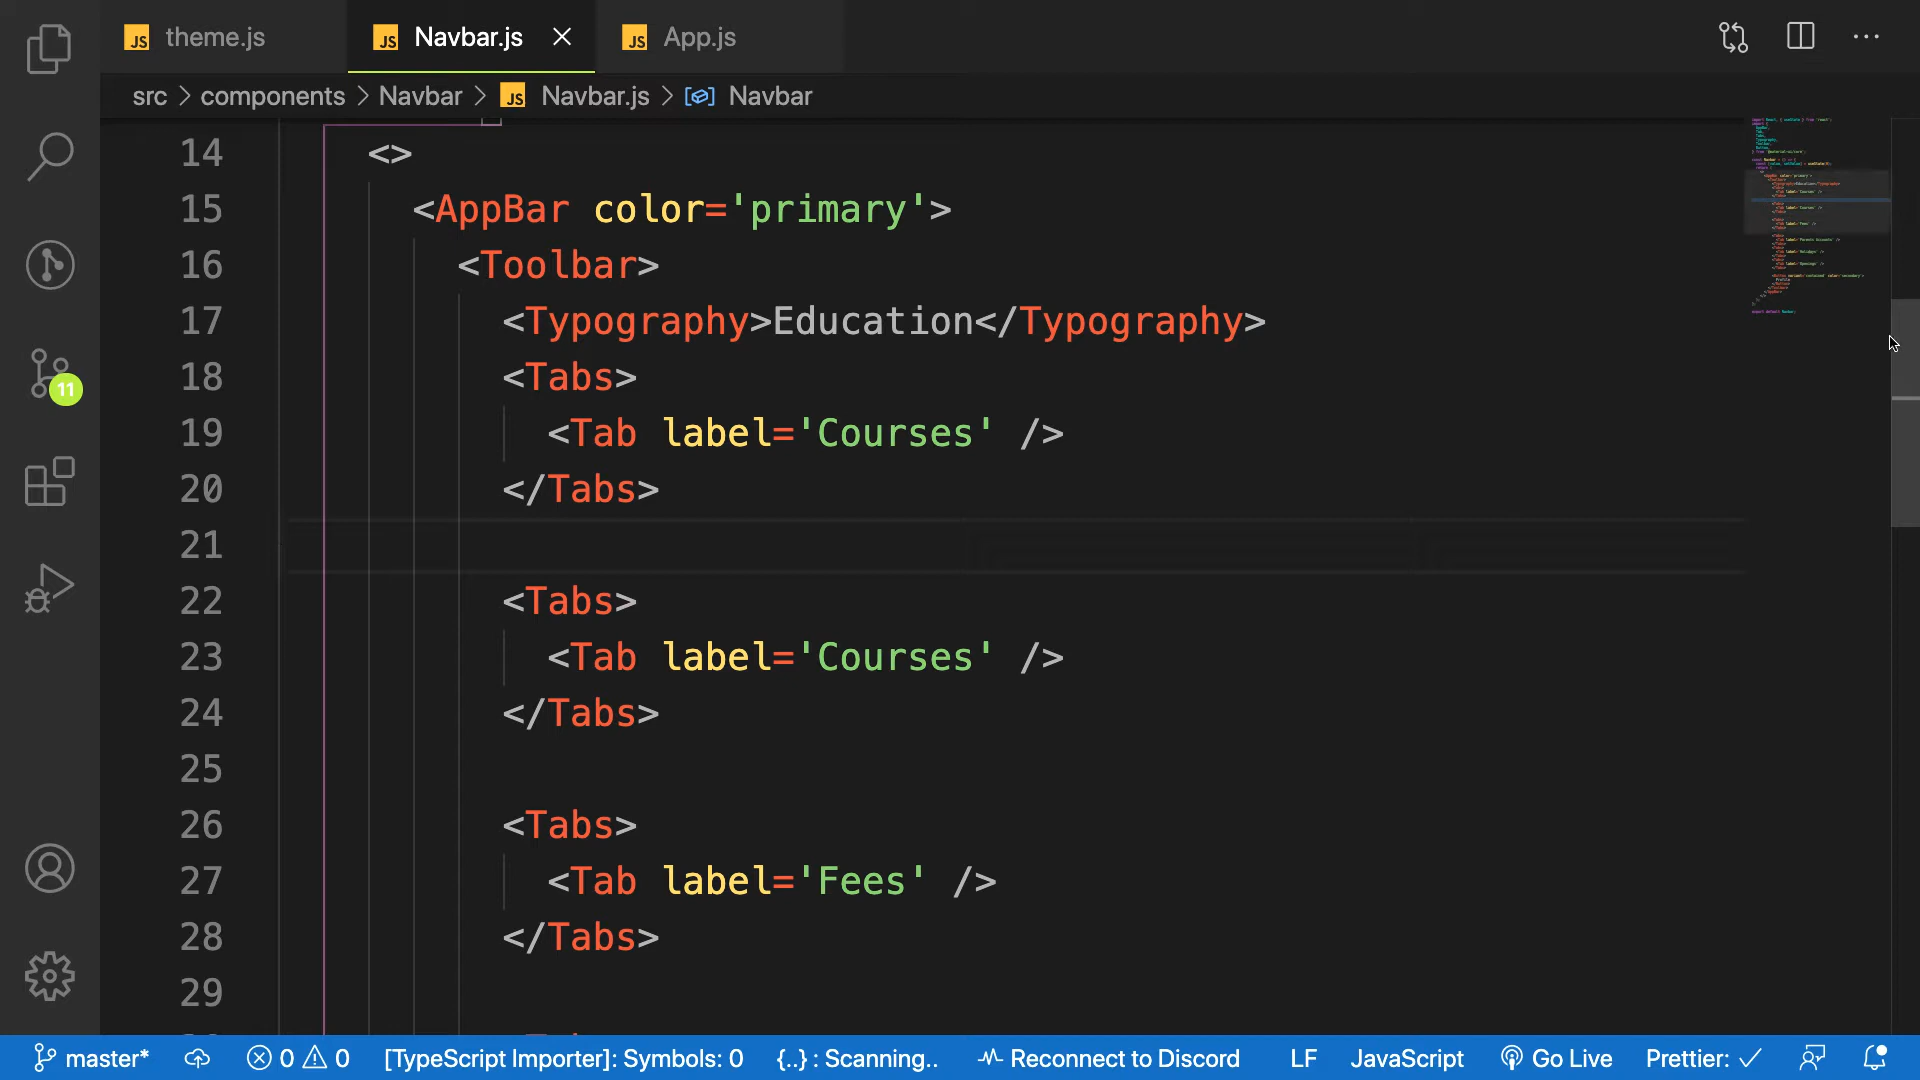 theme.js
Navbar.js
App.js
src > components > Navbar > Navbar.js > Navbar
14 <>
15 <AppBar color='primary'>
16 <Toolbar>
17 <Typography>Education</Typography>
18 <Tabs>
19 <Tab label='Courses' />
20 </Tabs>
21
22 <Tabs>
23 <Tab label='Courses' />
24 </Tabs>
25
26 <Tabs>
27 <Tab label='Fees' />
28 </Tabs>
29
11
master* 0 0 [TypeScript Importer]: Symbols: 0 {..} : Scanning.. Reconnect to Discord LF JavaScript Go Live Prettier: ✓